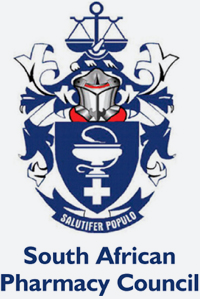 SALUTIFER POPULO
South African
Pharmacy Council